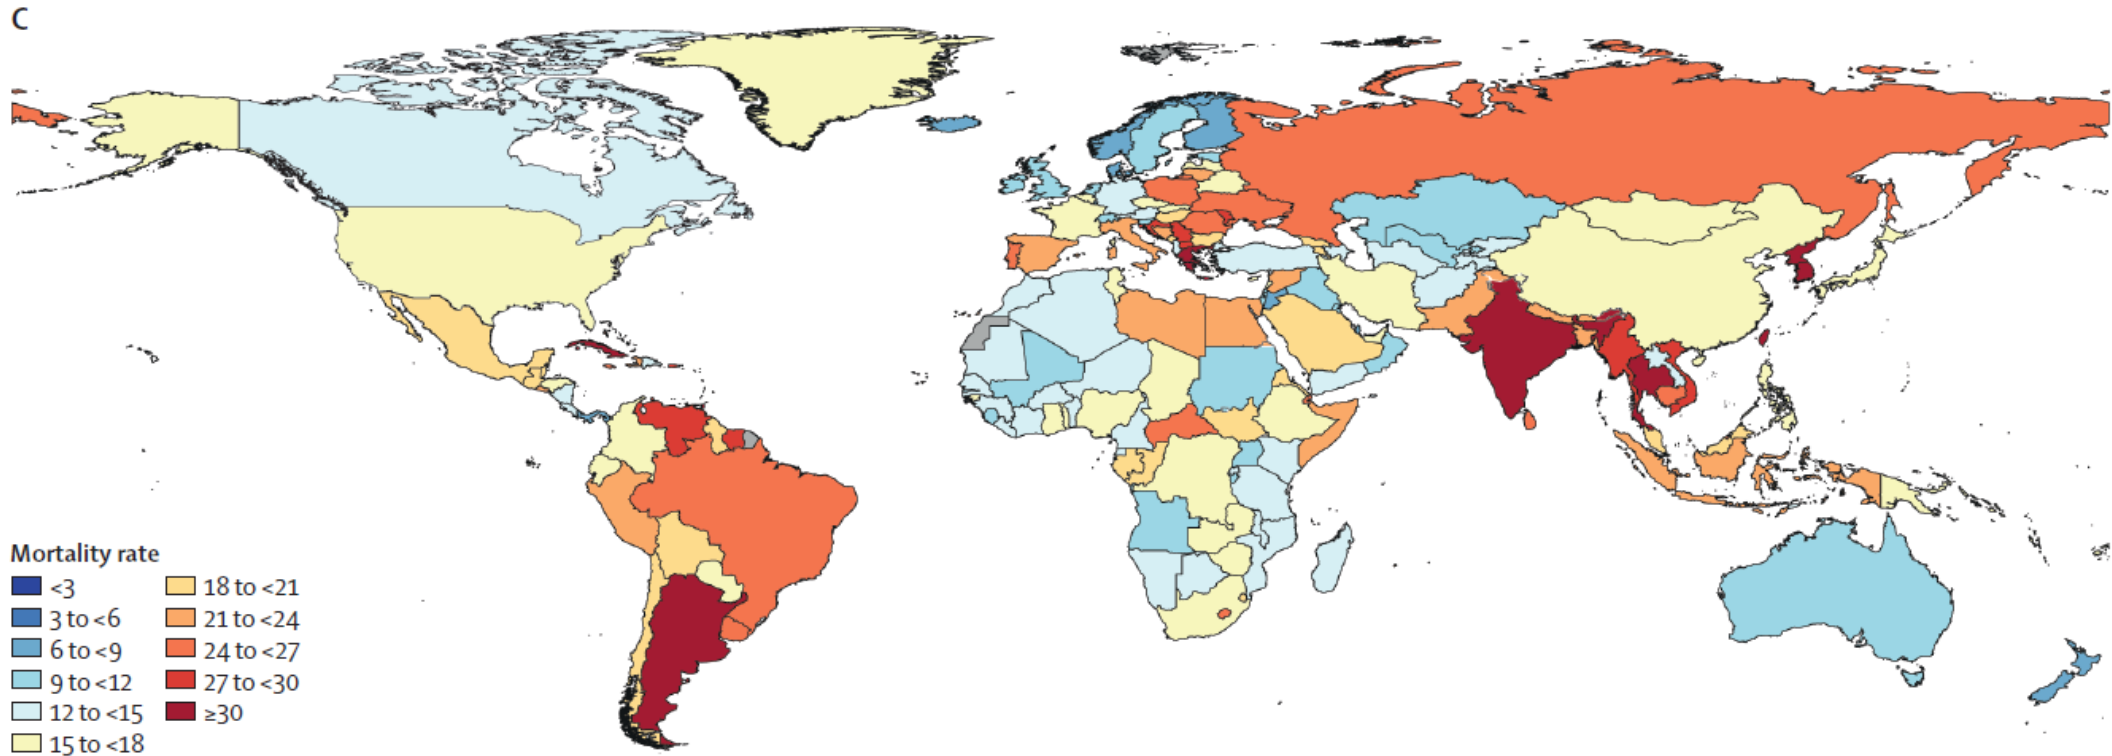 C
Mortality rate
<3
3 to <6
6 to <9
9 to <12
12 to <15
15 to <18
18 to <21
21 to <24
24 to <27
27 to <30
≥30